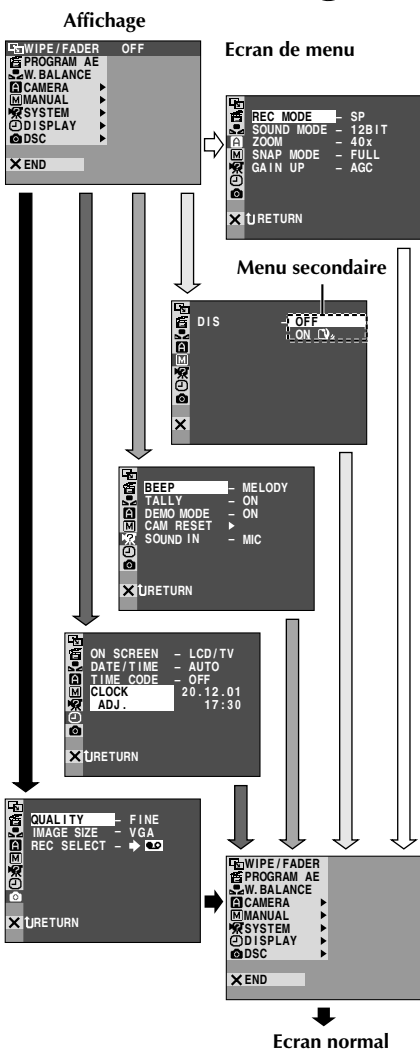 Affichage
WIPE/FADER OFF
PROGRAM AE
W. BALANCE
CAMERA
MANUAL
SYSTEM
DISPLAY
DSC
END
Ecran de menu
REC MODE – SP
SOUND MODE – 12BIT
ZOOM – 40x
SNAP MODE – FULL
GAIN UP – AGC
RETURN
Menu secondaire
DIS – OFF
ON
BEEP – MELODY
TALLY – ON
DEMO MODE – ON
CAM RESET
SOUND IN – MIC
RETURN
ON SCREEN – LCD/TV
DATE/TIME – AUTO
TIME CODE – OFF
CLOCK 20.12.01
ADJ. 17:30
RETURN
QUALITY – FINE
IMAGE SIZE – VGA
REC SELECT –
RETURN
WIPE/FADER
PROGRAM AE
W. BALANCE
CAMERA
MANUAL
SYSTEM
DISPLAY
DSC
END
Ecran normal